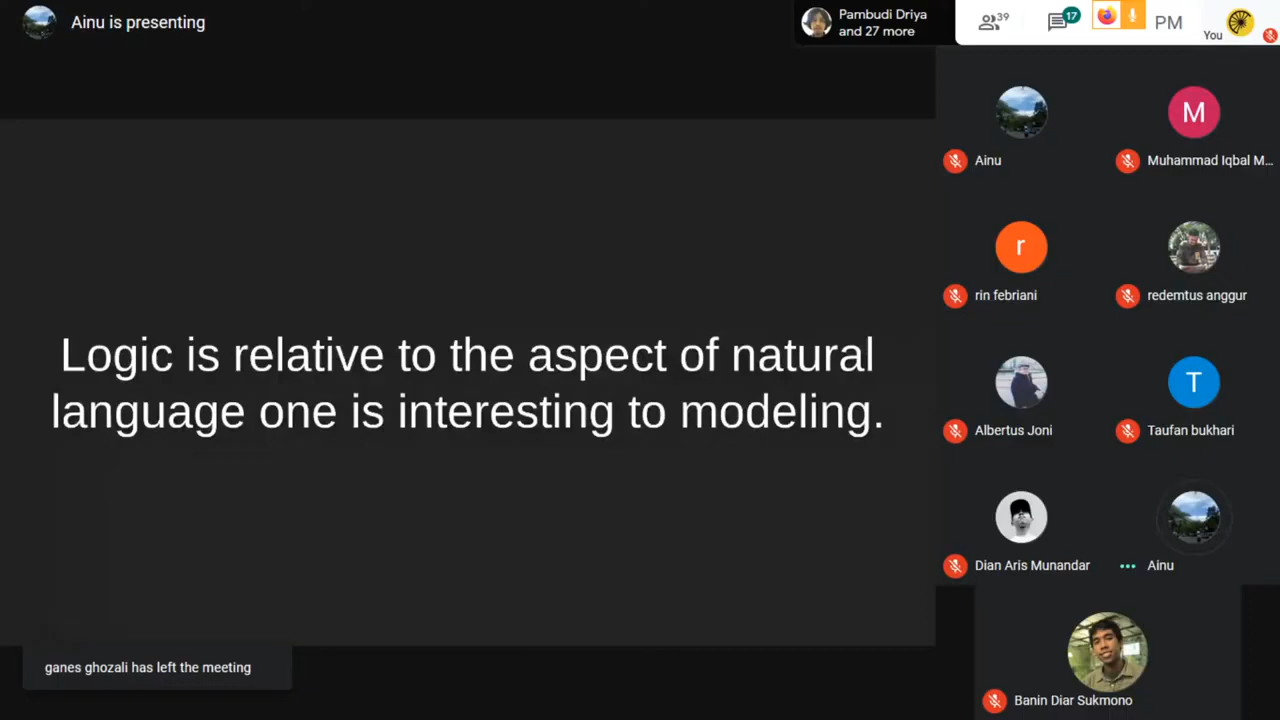 Ainu is presenting
Pambudi Driya
and 27 more
39
17
PM
You
Ainu
M
Muhammad Iqbal M...
r
rin febriani
redemtus anggur
Logic is relative to the aspect of natural
language one is interesting to modeling.
Albertus Joni
T
Taufan bukhari
Dian Aris Munandar
Ainu
ganes ghozali has left the meeting
Banin Diar Sukmono